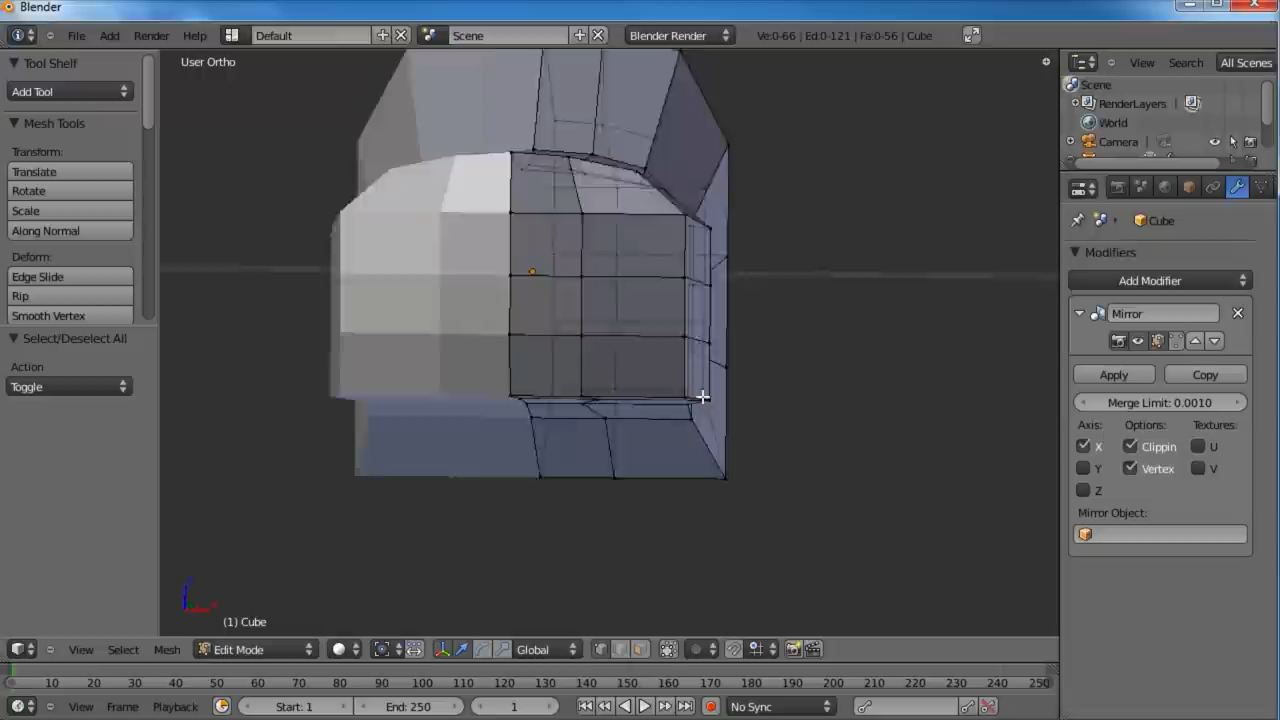 Blender
File Add Render Help Default Scene Blender Render Ve:0-66 | Ed:0-121 | Fa:0-56 | Cube
Tool Shelf
Add Tool
Mesh Tools
Transform:
Translate
Rotate
Scale
Along Normal
Deform:
Edge Slide
Rip
Smooth Vertex
Select/Deselect All
Action
Toggle
User Ortho
(1) Cube
View Search All Scenes
Scene
RenderLayers
World
Camera
Cube
Modifiers
Add Modifier
Mirror
Apply Copy
Merge Limit: 0.0010
Axis: Options: Textures:
X Clippin U
Y Vertex V
Z
Mirror Object:
View Select Mesh Edit Mode Global
10 20 30 40 50 60 70 80 90 100 110 120 130 140 150 160 170 180 190 200 210 220 230 240 250
View Frame Playback Start: 1 End: 250 1 No Sync